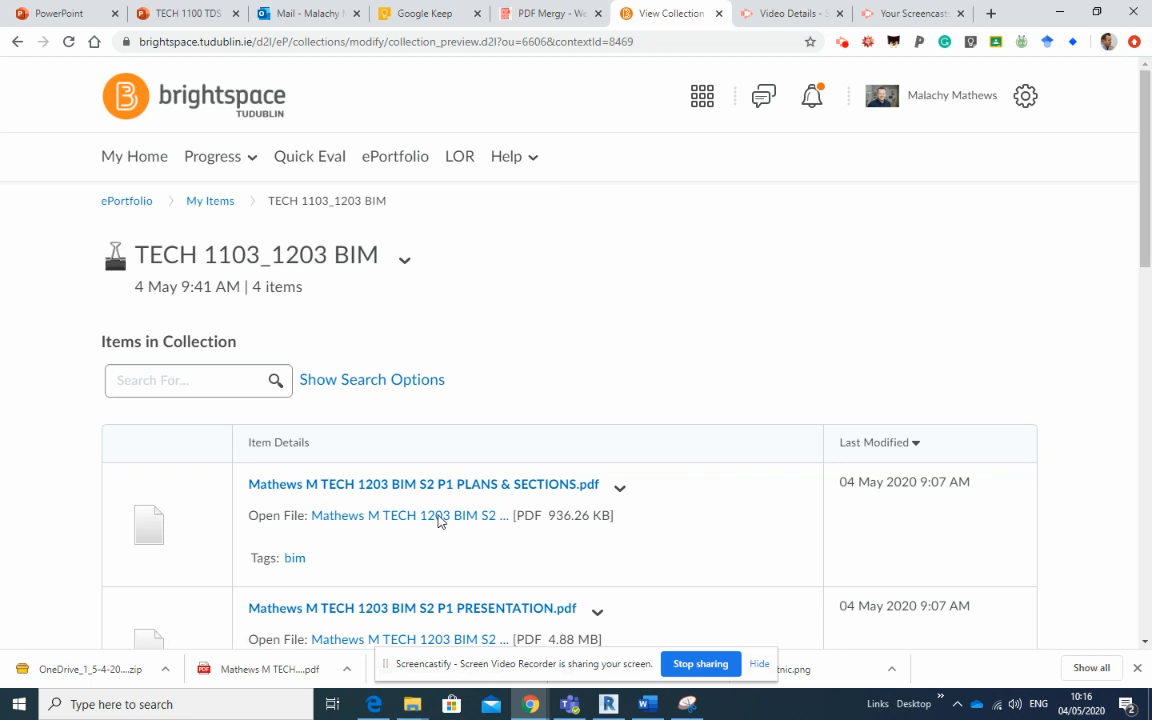 PowerPoint
TECH 1100 TDS
Mail - Malachy M
Google Keep
PDF Mergy - We
View Collection
Video Details - S
Your Screencast
brightspace.tudublin.ie/d2l/eP/collections/modify/collection_preview.d2l?ou=6606&contextId=8469
brightspace
TUDUBLIN
Malachy Mathews
My Home Progress Quick Eval ePortfolio LOR Help
ePortfolio My Items TECH 1103_1203 BIM
TECH 1103_1203 BIM
4 May 9:41 AM | 4 items
Items in Collection
Search For... Show Search Options
Item Details Last Modified
Mathews M TECH 1203 BIM S2 P1 PLANS & SECTIONS.pdf 04 May 2020 9:07 AM
Open File: Mathews M TECH 1203 BIM S2 ... [PDF 936.26 KB]
Tags: bim
Mathews M TECH 1203 BIM S2 P1 PRESENTATION.pdf 04 May 2020 9:07 AM
Open File: Mathews M TECH 1203 BIM S2 ... [PDF 4.88 MB]
OneDrive_1_5-4-20....zip
Mathews M TECH....pdf
Screencastify - Screen Video Recorder is sharing your screen. Stop sharing Hide
tnic.png
Show all
Type here to search
Links Desktop ENG
10:16
04/05/2020
2